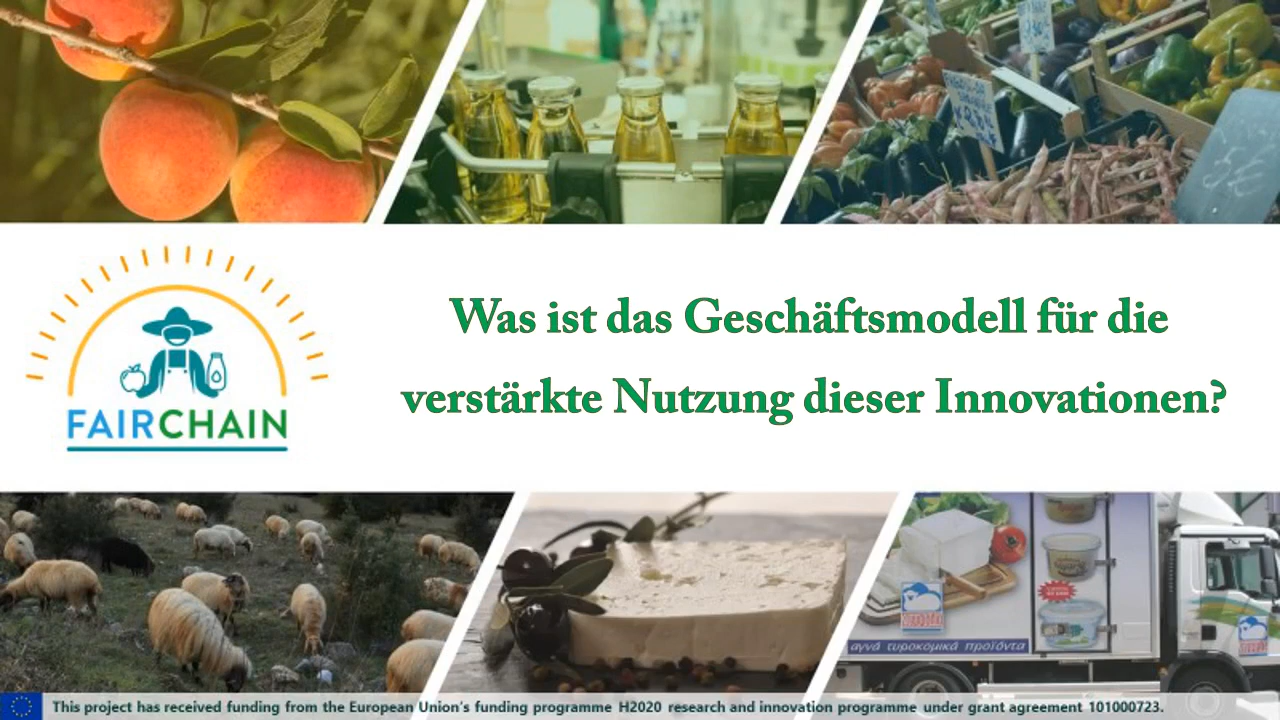 Was ist das Geschäftsmodell für die
verstärkte Nutzung dieser Innovationen?
FAIRCHAIN
αγνά τυροκομικά προϊόντα
This project has received funding from the European Union's funding programme H2020 research and innovation programme under grant agreement 101000723.